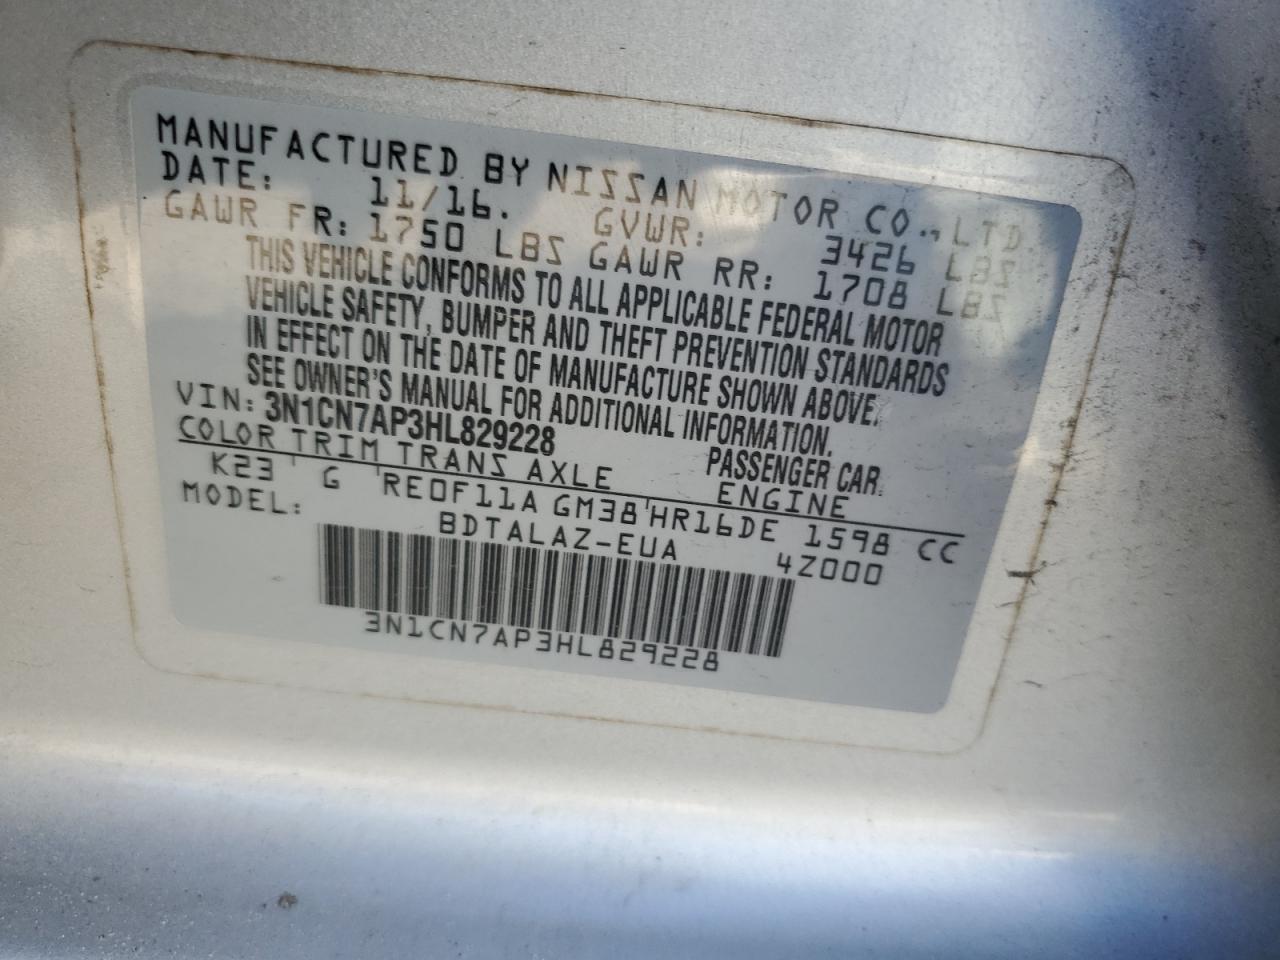 MANUFACTURED BY NISSAN MOTOR CO., LTD.
DATE: 11/16. GVWR: 3426 LBS
GAWR FR: 1750 LBS GAWR RR: 1708 LBS
THIS VEHICLE CONFORMS TO ALL APPLICABLE FEDERAL MOTOR
VEHICLE SAFETY, BUMPER AND THEFT PREVENTION STANDARDS
IN EFFECT ON THE DATE OF MANUFACTURE SHOWN ABOVE.
SEE OWNER'S MANUAL FOR ADDITIONAL INFORMATION.
VIN: 3N1CN7AP3HL829228 PASSENGER CAR.
COLOR TRIM TRANS AXLE ENGINE
K23 G RE0F11A GM38 HR16DE 1598 CC
MODEL: BDTALAZ-EUA 4Z000
3N1CN7AP3HL829228